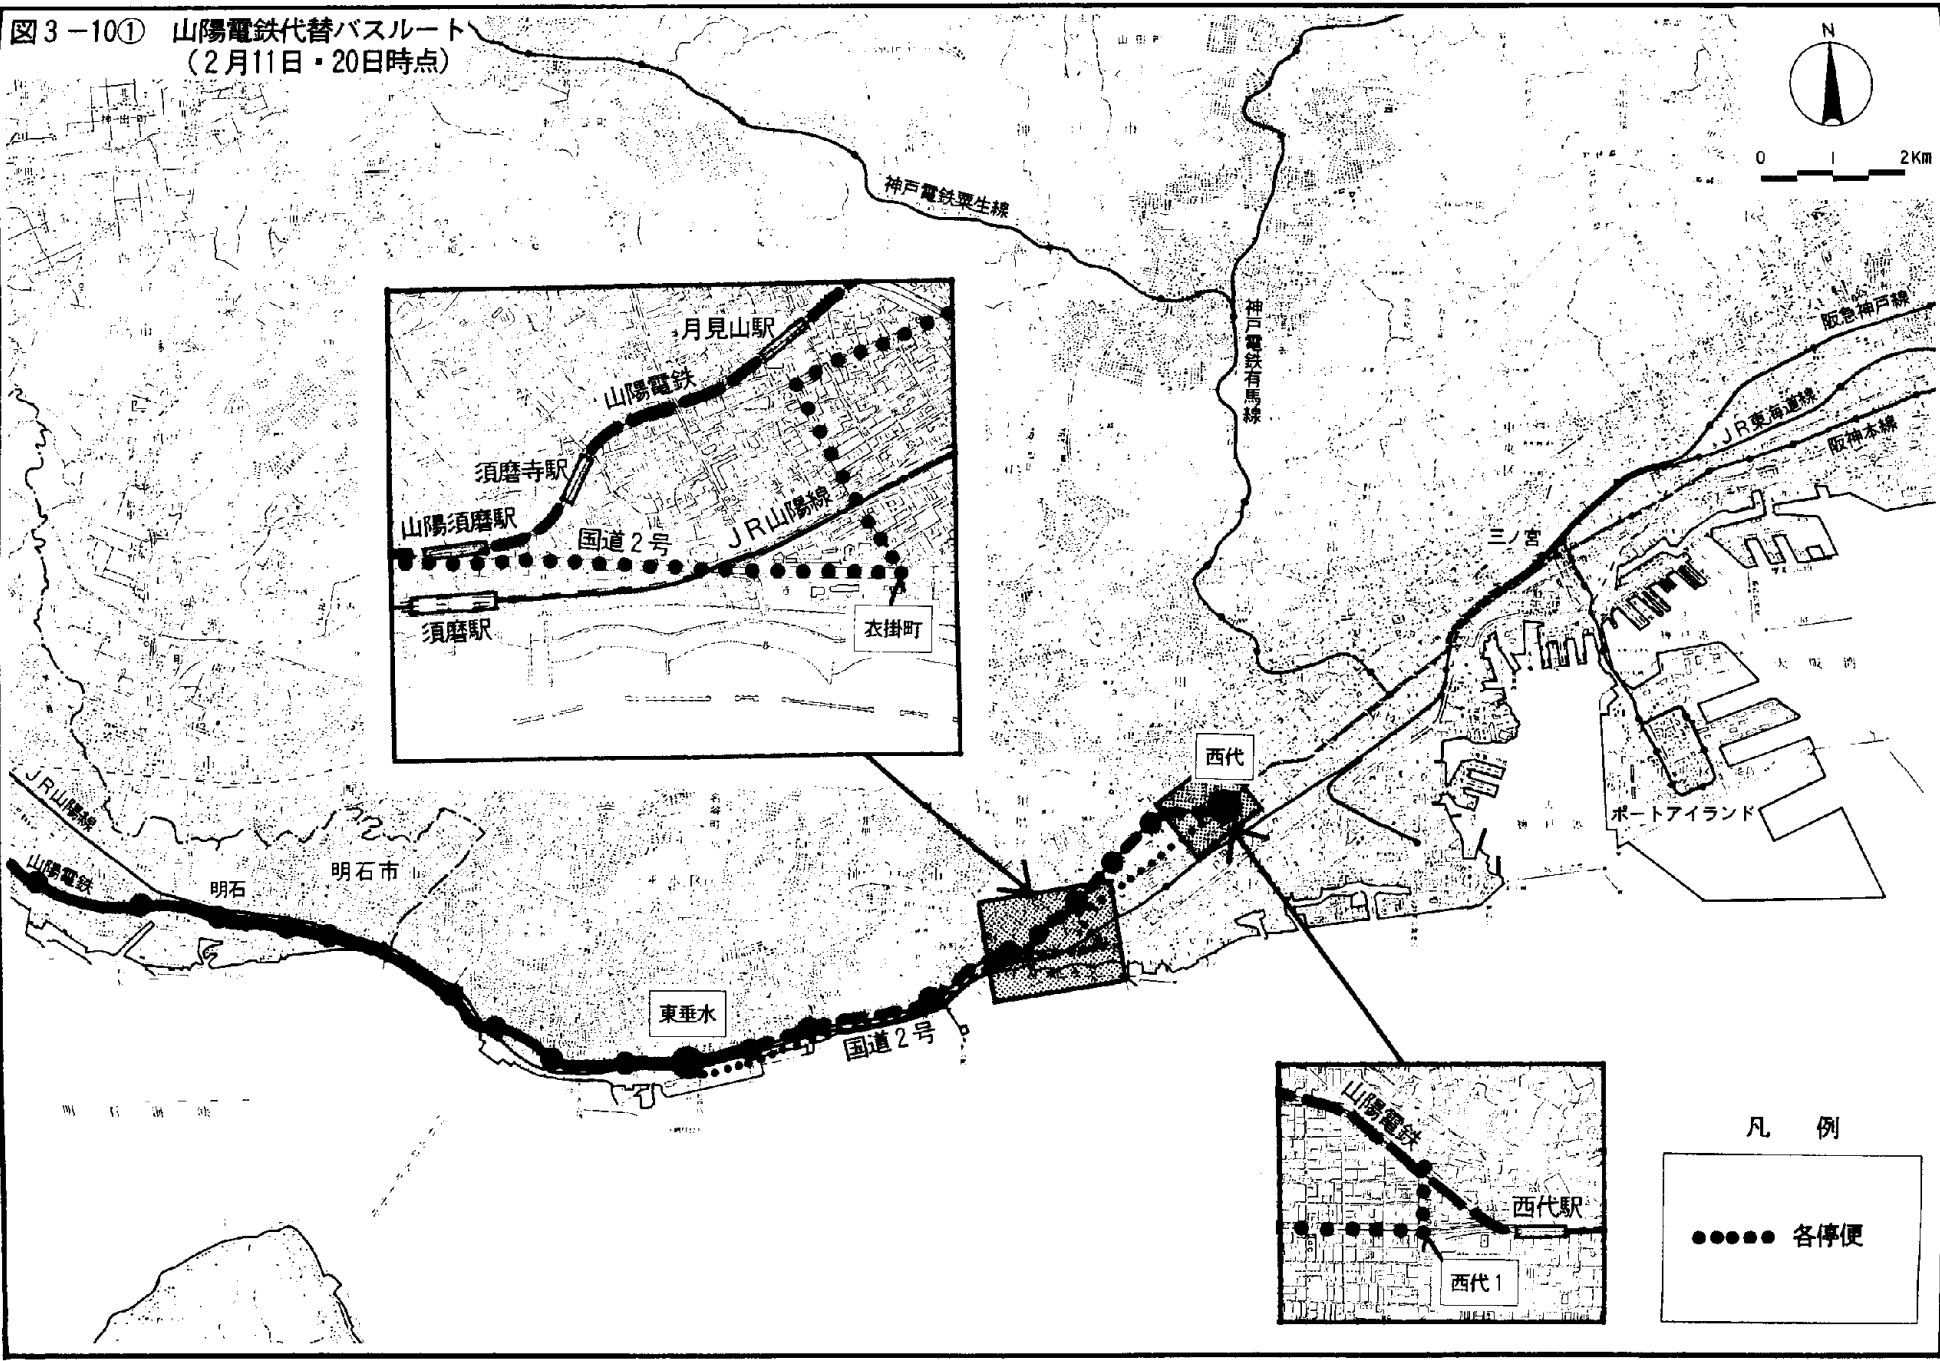 図3-10① 山陽電鉄代替バスルート
(2月11日・20日時点)
N
0 1 2Km
神戸電鉄粟生線
神戸電鉄有馬線
阪急神戸線
JR東海道線
阪神本線
月見山駅
山陽電鉄
須磨寺駅
山陽須磨駅
国道2号
JR山陽線
須磨駅
衣掛町
三ノ宮
大阪湾
西代
ポートアイランド
JR山陽線
山陽電鉄
明石
明石市
東垂水
国道2号
山陽電鉄
西代駅
西代1
凡例
各停便